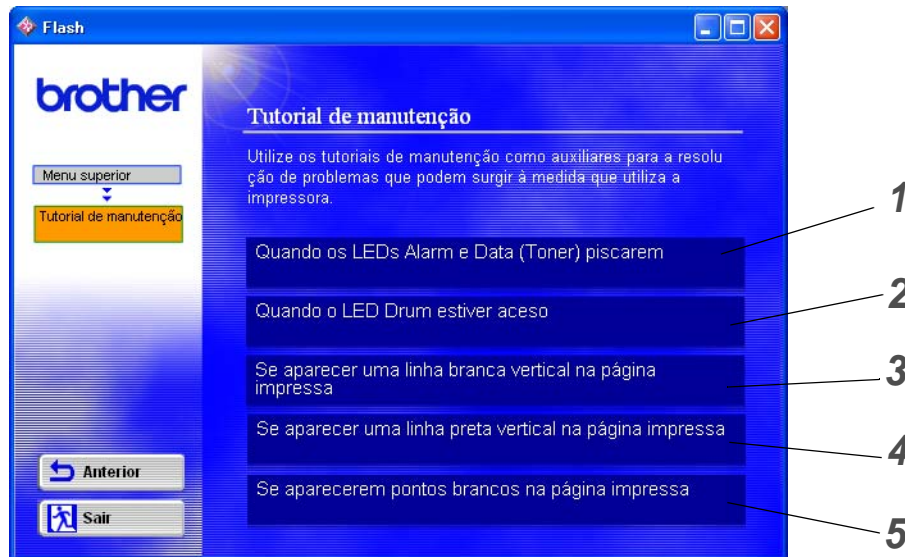 Flash
brother
Menu superior
Tutorial de manutenção
Tutorial de manutenção
Utilize os tutoriais de manutenção como auxiliares para a resolu
ção de problemas que podem surgir à medida que utiliza a
impressora.
Quando os LEDs Alarm e Data (Toner) piscarem
1
Quando o LED Drum estiver aceso
2
Se aparecer uma linha branca vertical na página
impressa
3
Se aparecer uma linha preta vertical na página impressa
4
Se aparecerem pontos brancos na página impressa
5
Anterior
Sair